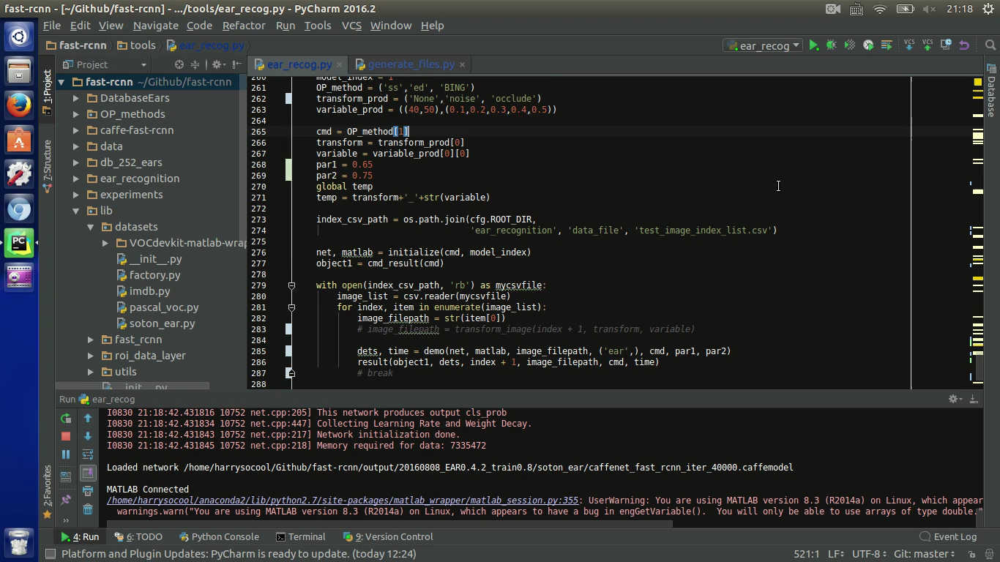 fast-rcnn - [~/Github/fast-rcnn] - .../tools/ear_recog.py - PyCharm 2016.2
21:18
File Edit View Navigate Code Refactor Run Tools VCS Window Help
fast-rcnn tools ear_recog.py
ear_recog
VCS VCS
Project
ear_recog.py
generate_files.py
1: Project
7: Structure
2: Favorites
Database
PC
fast-rcnn ~/Github/fast-rcnn
DatabaseEars
OP_methods
caffe-fast-rcnn
data
db_252_ears
ear_recognition
experiments
lib
datasets
VOCdevkit-matlab-wrap
__init__.py
factory.py
imdb.py
pascal_voc.py
soton_ear.py
fast_rcnn
roi_data_layer
utils
__init__.py
260 model_index = 1
261 OP_method = ('ss','ed', 'BING')
262 transform_prod = ('None','noise', 'occlude')
263 variable_prod = ((40,50),(0.1,0.2,0.3,0.4,0.5))
264
265 cmd = OP_method[1]
266 transform = transform_prod[0]
267 variable = variable_prod[0][0]
268 par1 = 0.65
269 par2 = 0.75
270 global temp
271 temp = transform+'_'+str(variable)
272
273 index_csv_path = os.path.join(cfg.ROOT_DIR,
274 'ear_recognition', 'data_file', 'test_image_index_list.csv')
275
276 net, matlab = initialize(cmd, model_index)
277 object1 = cmd_result(cmd)
278
279 with open(index_csv_path, 'rb') as mycsvfile:
280 image_list = csv.reader(mycsvfile)
281 for index, item in enumerate(image_list):
282 image_filepath = str(item[0])
283 # image_filepath = transform_image(index + 1, transform, variable)
284
285 dets, time = demo(net, matlab, image_filepath, ('ear',), cmd, par1, par2)
286 result(object1, dets, index + 1, image_filepath, cmd, time)
287 # break
288
Run ear_recog
I0830 21:18:42.431816 10752 net.cpp:205] This network produces output cls_prob
I0830 21:18:42.431834 10752 net.cpp:447] Collecting Learning Rate and Weight Decay.
I0830 21:18:42.431843 10752 net.cpp:217] Network initialization done.
I0830 21:18:42.431845 10752 net.cpp:218] Memory required for data: 7335472
Loaded network /home/harrysocool/Github/fast-rcnn/output/20160808_EAR0.4.2_train0.8/soton_ear/caffenet_fast_rcnn_iter_40000.caffemodel
MATLAB Connected
/home/harrysocool/anaconda2/lib/python2.7/site-packages/matlab_wrapper/matlab_session.py:355: UserWarning: You are using MATLAB version 8.3 (R2014a) on Linux, which appear
warnings.warn("You are using MATLAB version 8.3 (R2014a) on Linux, which appears to have a bug in engGetVariable().  You will only be able to use arrays of type double."
4: Run 6: TODO Python Console Terminal 9: Version Control Event Log
Platform and Plugin Updates: PyCharm is ready to update. (today 12:24) 521:1 LF UTF-8 Git: master